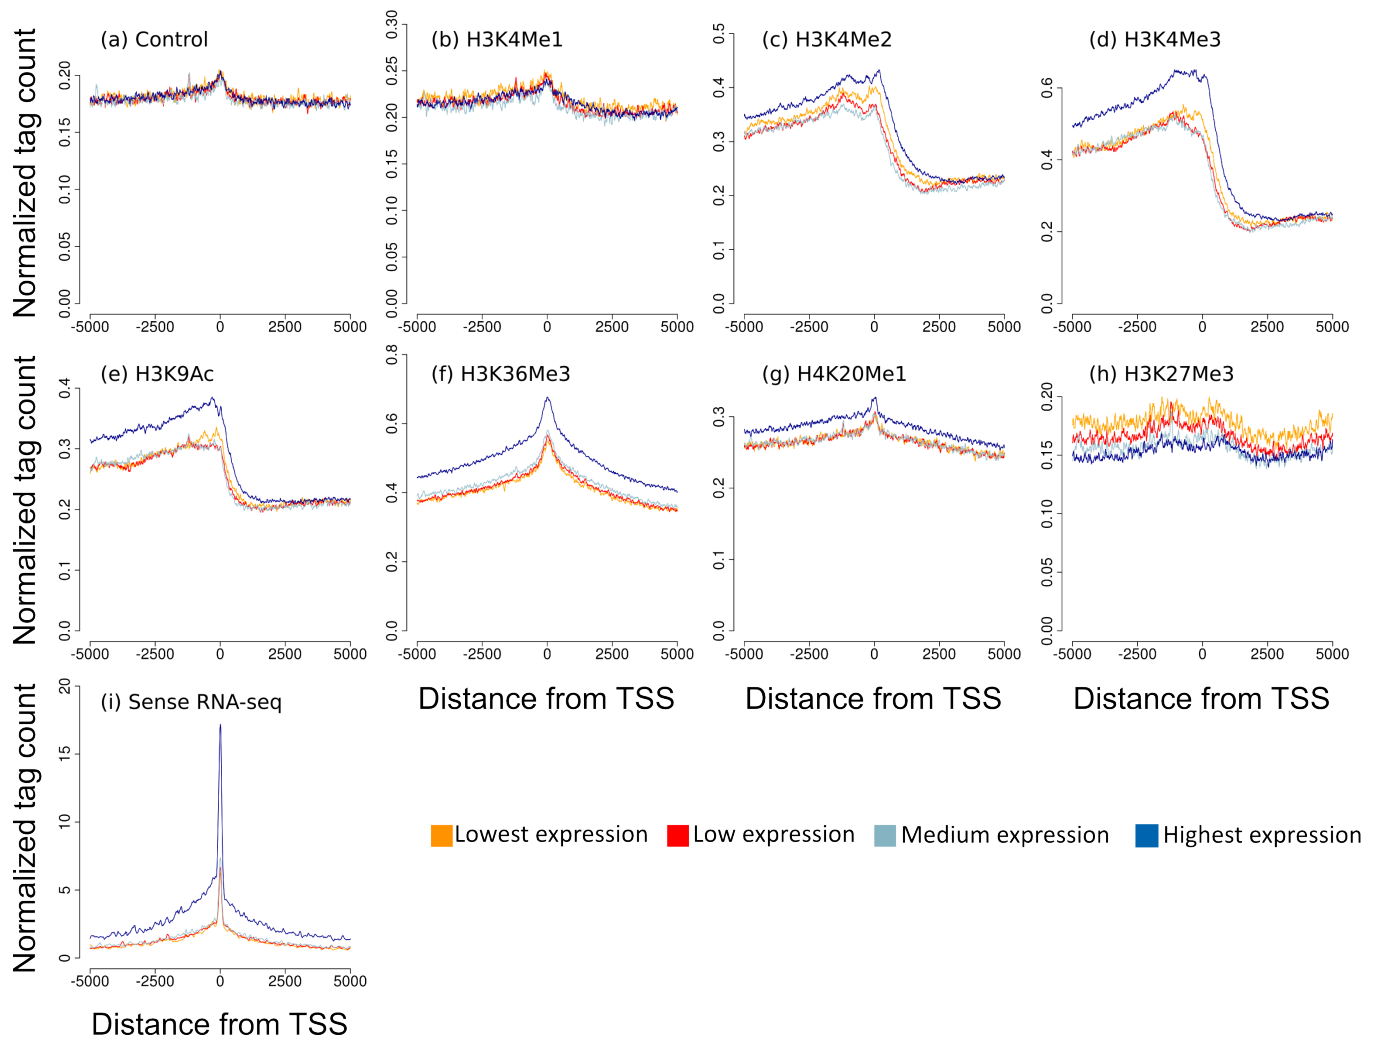 (a) Control
(b) H3K4Me1
(c) H3K4Me2
(d) H3K4Me3
Normalized tag count
0.20
0.15
0.10
0.05
0.00
-5000 -2500 0 2500 5000
0.30
0.25
0.20
0.15
0.10
0.05
0.00
-5000 -2500 0 2500 5000
0.5
0.4
0.3
0.2
0.1
0.0
-5000 -2500 0 2500 5000
0.6
0.4
0.2
0.0
-5000 -2500 0 2500 5000
(e) H3K9Ac
(f) H3K36Me3
(g) H4K20Me1
(h) H3K27Me3
Normalized tag count
0.4
0.3
0.2
0.1
0.0
-5000 -2500 0 2500 5000
0.8
0.6
0.4
0.2
0.0
-5000 -2500 0 2500 5000
0.3
0.2
0.1
0.0
-5000 -2500 0 2500 5000
0.20
0.15
0.10
0.05
0.00
-5000 -2500 0 2500 5000
Distance from TSS
Distance from TSS
Distance from TSS
(i) Sense RNA-seq
Normalized tag count
20
15
10
5
0
-5000 -2500 0 2500 5000
Distance from TSS
Lowest expression
Low expression
Medium expression
Highest expression